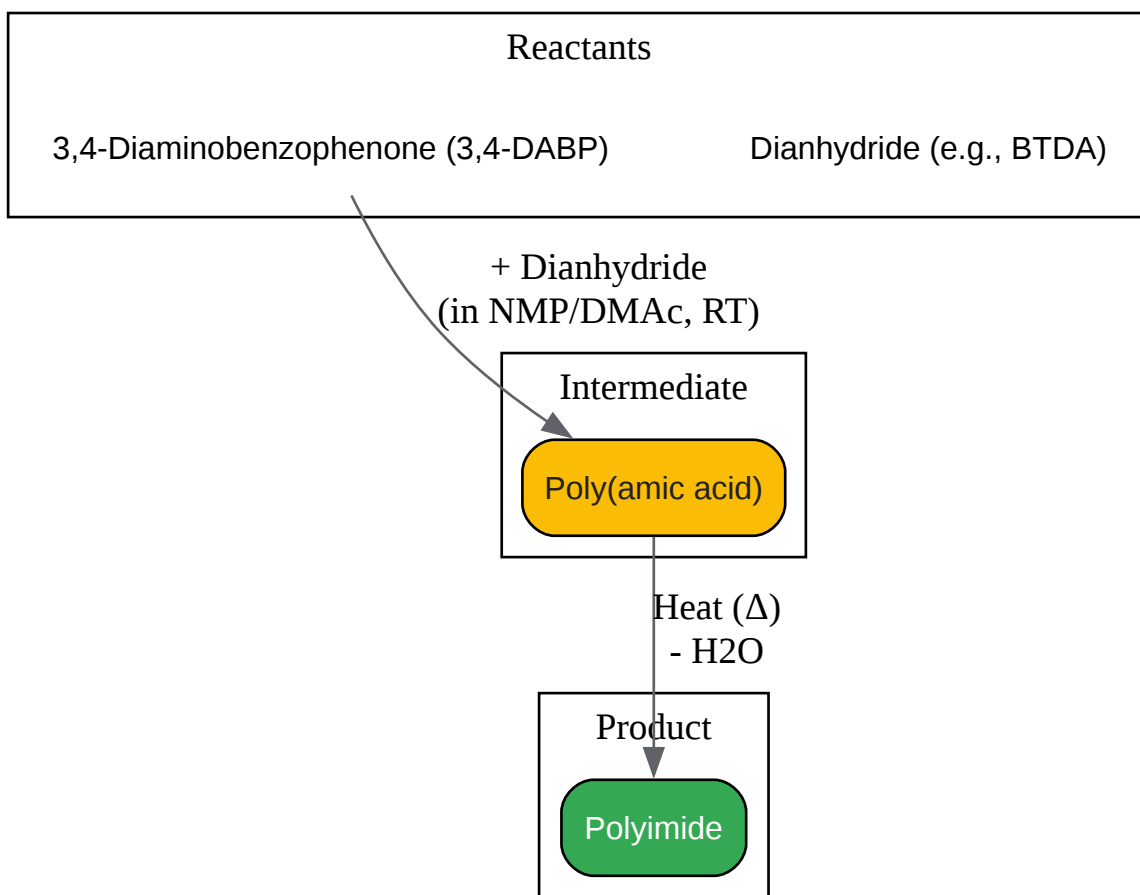 Reactants
3,4-Diaminobenzophenone (3,4-DABP)
Dianhydride (e.g., BTDA)
+ Dianhydride
(in NMP/DMAc, RT)
Intermediate
Poly(amic acid)
Heat (Δ)
- H2O
Product
Polyimide